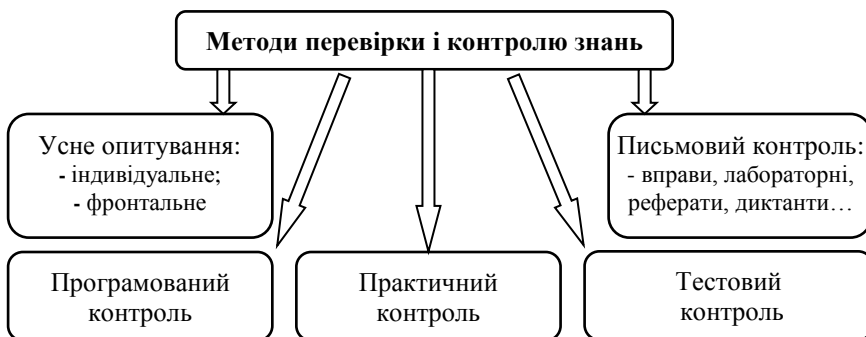 Методи перевірки і контролю знань
Усне опитування:
- індивідуальне;
- фронтальне
Письмовий контроль:
- вправи, лабораторні,
реферати, диктанти…
Програмований
контроль
Практичний
контроль
Тестовий
контроль